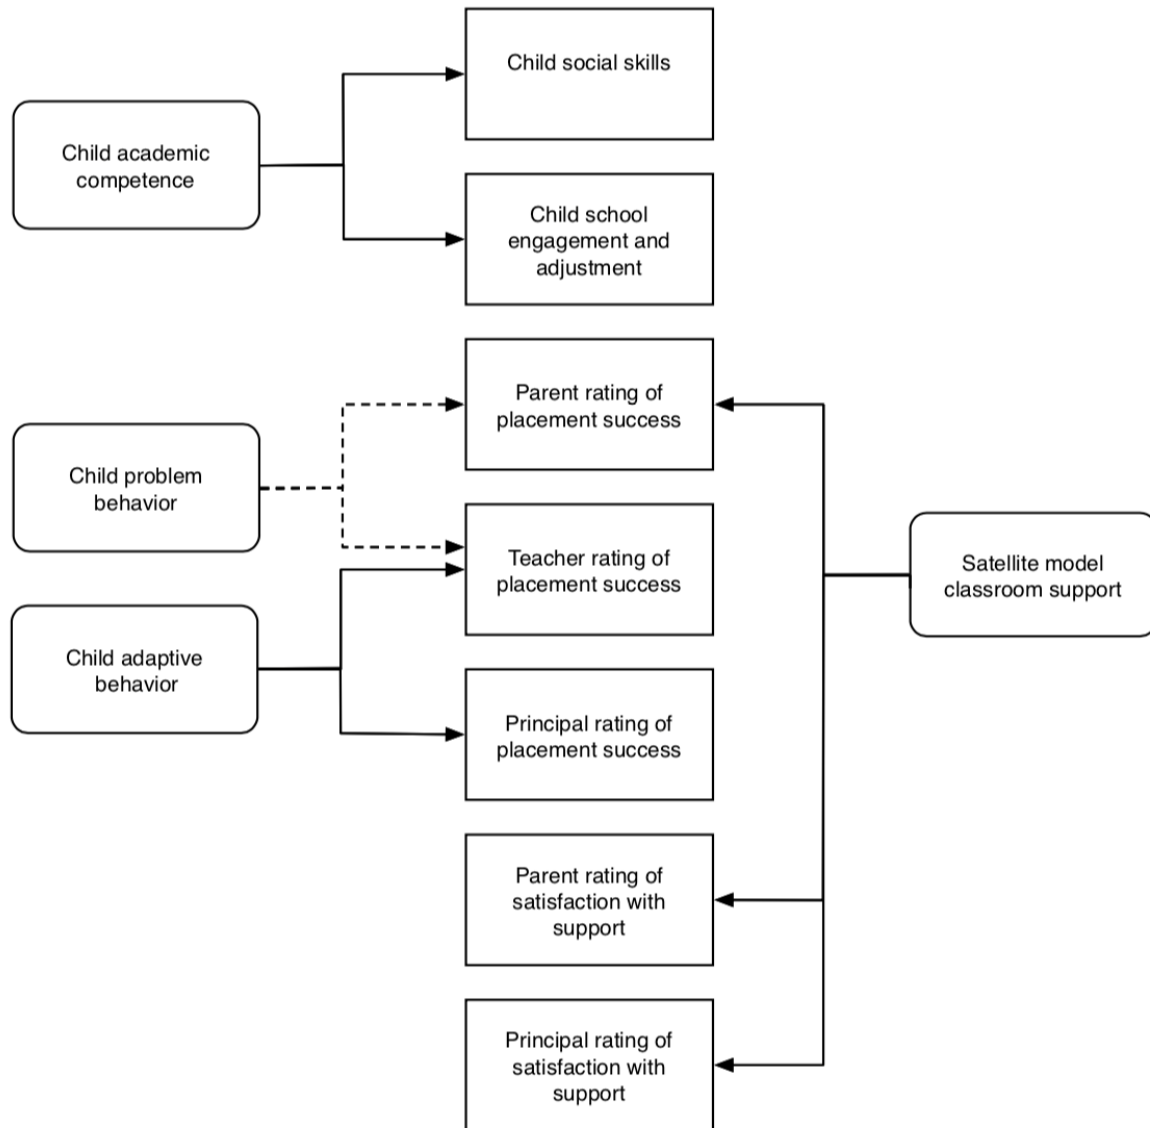 Child social skills
Child academic
competence
Child school
engagement and
adjustment
Parent rating of
placement success
Child problem
behavior
Teacher rating of
placement success
Satellite model
classroom support
Child adaptive
behavior
Principal rating of
placement success
Parent rating of
satisfaction with
support
Principal rating of
satisfaction with
support